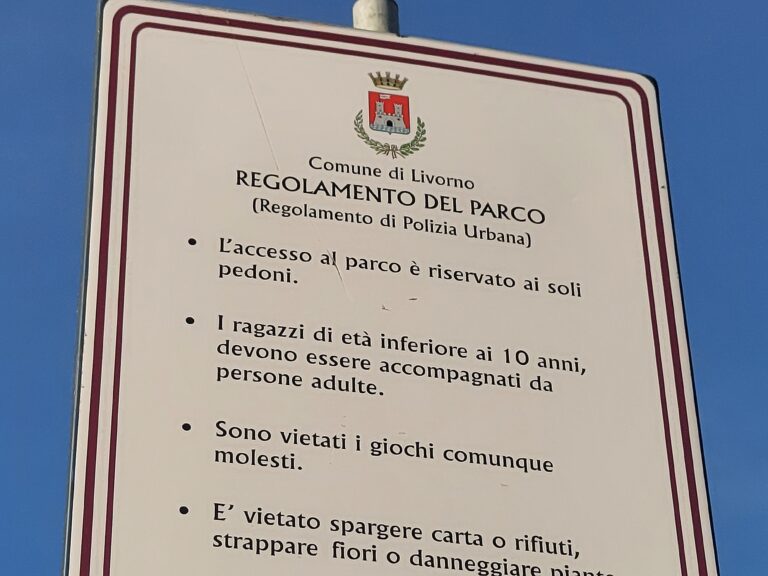 Comune di Livorno
REGOLAMENTO DEL PARCO
(Regolamento di Polizia Urbana)
• L'accesso al parco è riservato ai soli
pedoni.
• I ragazzi di età inferiore ai 10 anni,
devono essere accompagnati da
persone adulte.
• Sono vietati i giochi comunque
molesti.
• E' vietato spargere carta o rifiuti,
strappare fiori o danneggiare piante